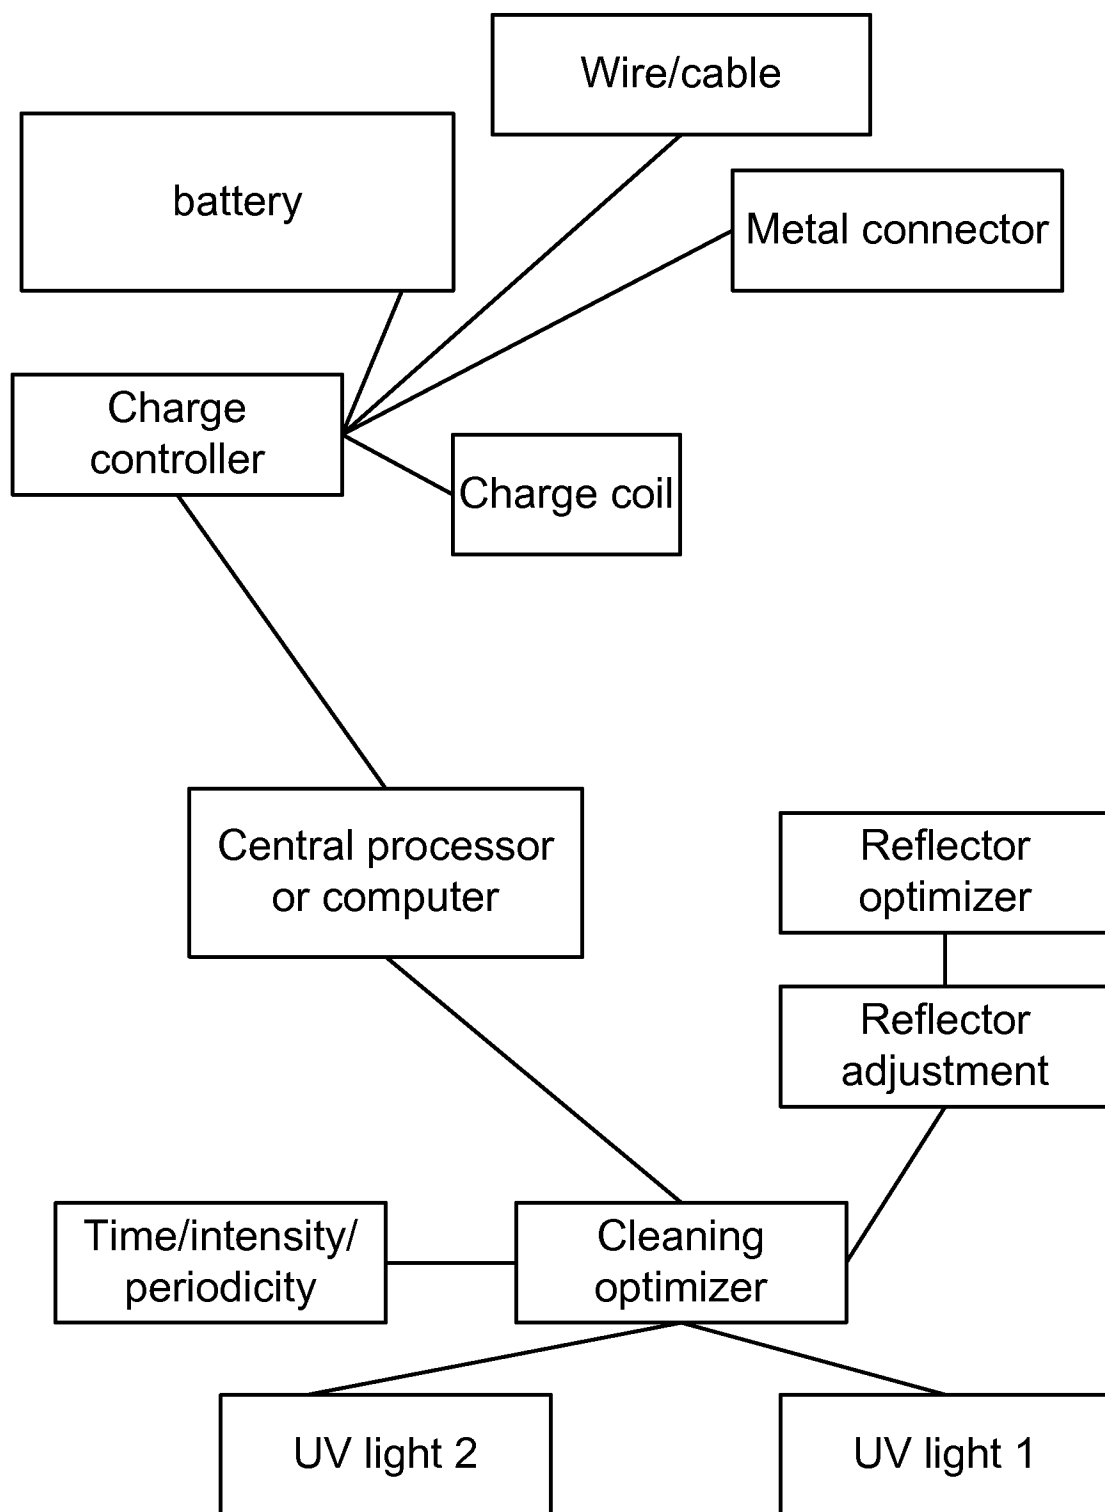 Wire/cable
battery
Metal connector
Charge
controller
Charge coil
Central processor
or computer
Reflector
optimizer
Reflector
adjustment
Time/intensity/
periodicity
Cleaning
optimizer
UV light 2
UV light 1